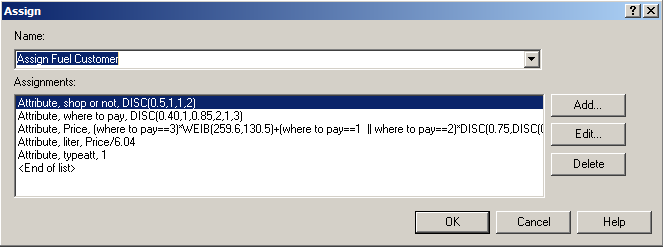 Assign
Name:
Assign Fuel Customer
Assignments:
Attribute, shop or not, DISC(0.5,1,1,2)
Attribute, where to pay, DISC(0.40,1,0.85,2,1,3)
Attribute, Price, (where to pay==3)*WEIB(259.6,130.5)+(where to pay==1 || where to pay==2)*DISC(0.75,DISC(0
Attribute, liter, Price/6.04
Attribute, typeatt, 1
<End of list>
Add...
Edit...
Delete
OK
Cancel
Help